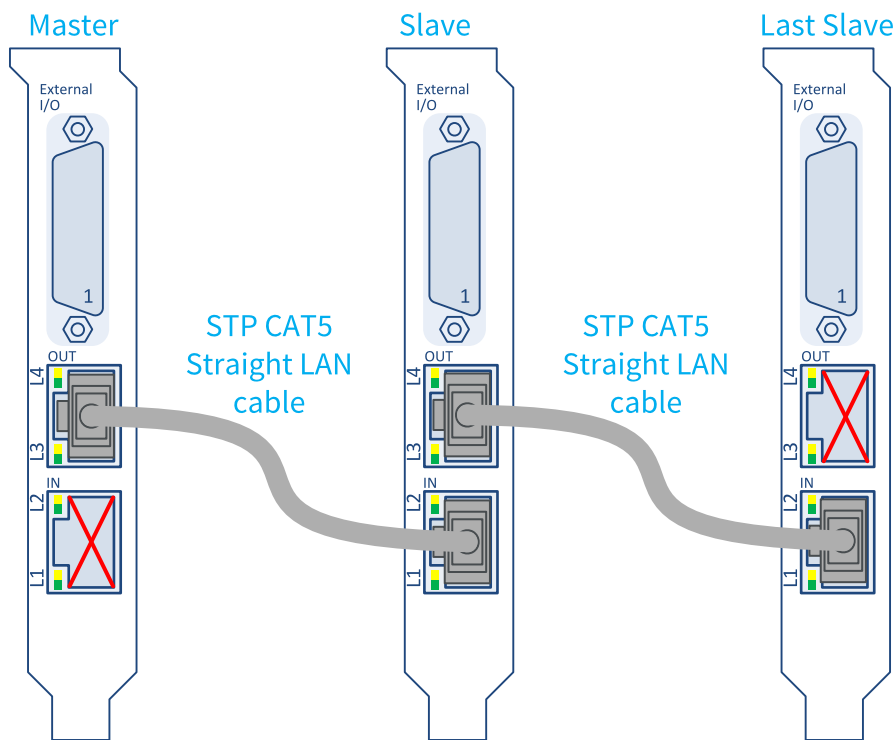 Master
External
I/O
1
OUT
L4
L3
IN
L2
L1
STP CAT5
Straight LAN
cable
Slave
External
I/O
1
OUT
L4
L3
IN
L2
L1
STP CAT5
Straight LAN
cable
Last Slave
External
I/O
1
OUT
L4
L3
IN
L2
L1